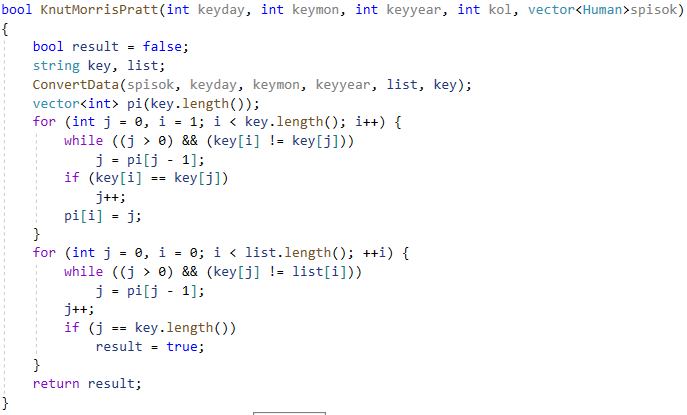 bool KnutMorrisPratt(int keyday, int keymon, int keyyear, int kol, vector<Human>spisok)
{
    bool result = false;
    string key, list;
    ConvertData(spisok, keyday, keymon, keyyear, list, key);
    vector<int> pi(key.length());
    for (int j = 0, i = 1; i < key.length(); i++) {
        while ((j > 0) && (key[i] != key[j]))
            j = pi[j - 1];
        if (key[i] == key[j])
            j++;
        pi[i] = j;
    }
    for (int j = 0, i = 0; i < list.length(); ++i) {
        while ((j > 0) && (key[j] != list[i]))
            j = pi[j - 1];
        j++;
        if (j == key.length())
            result = true;
    }
    return result;
}